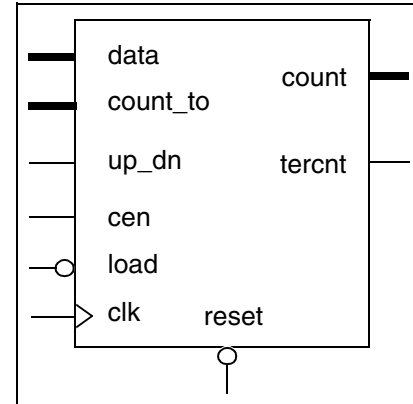 data
count
count_to
up_dn
tercnt
cen
load
clk
reset